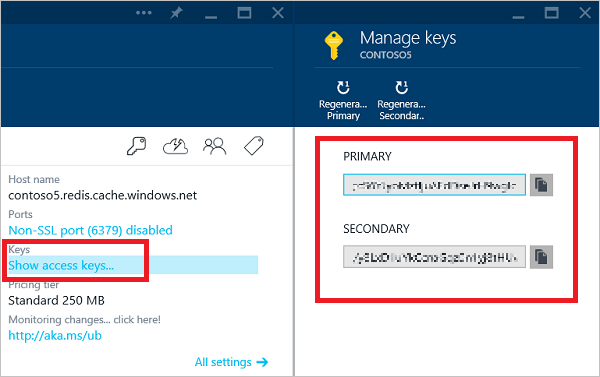 Host name
contoso5.redis.cache.windows.net
Ports
Non-SSL port (6379) disabled
Keys
Show access keys...
Pricing tier
Standard 250 MB
Monitoring changes... click here!
http://aka.ms/ub
All settings →
Manage keys
CONTOSO5
Regenera... Regenera...
Primary Secondar..
PRIMARY
SECONDARY